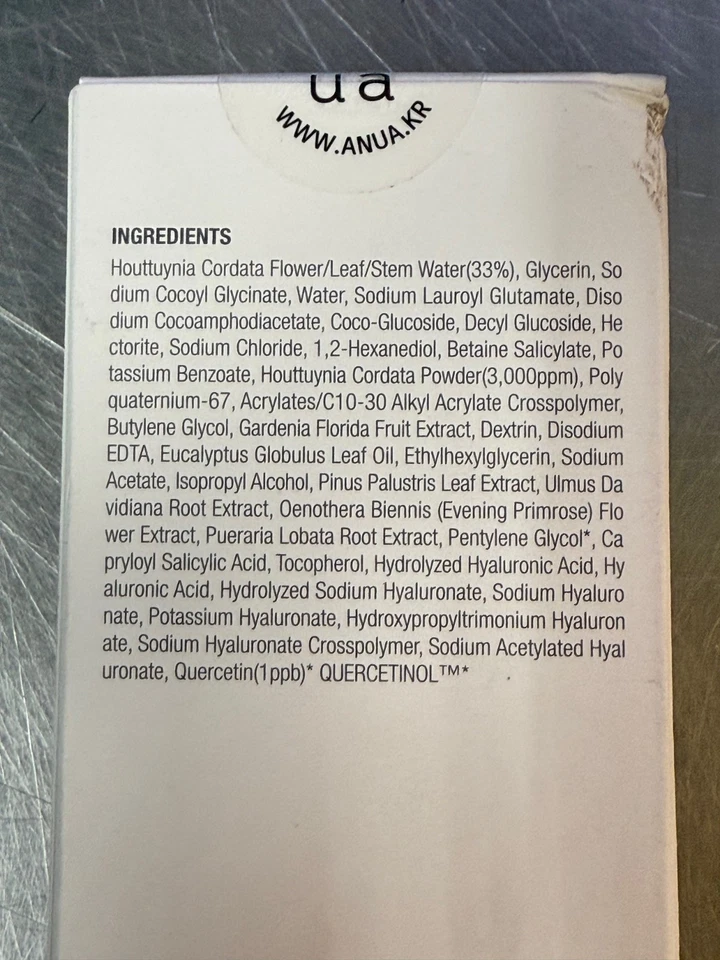 ua
WWW.ANUA.KR
INGREDIENTS
Houttuynia Cordata Flower/Leaf/Stem Water(33%), Glycerin, So
dium Cocoyl Glycinate, Water, Sodium Lauroyl Glutamate, Diso
dium Cocoamphodiacetate, Coco-Glucoside, Decyl Glucoside, He
ctorite, Sodium Chloride, 1,2-Hexanediol, Betaine Salicylate, Po
tassium Benzoate, Houttuynia Cordata Powder(3,000ppm), Poly
quaternium-67, Acrylates/C10-30 Alkyl Acrylate Crosspolymer,
Butylene Glycol, Gardenia Florida Fruit Extract, Dextrin, Disodium
EDTA, Eucalyptus Globulus Leaf Oil, Ethylhexylglycerin, Sodium
Acetate, Isopropyl Alcohol, Pinus Palustris Leaf Extract, Ulmus Da
vidiana Root Extract, Oenothera Biennis (Evening Primrose) Flo
wer Extract, Pueraria Lobata Root Extract, Pentylene Glycol*, Ca
pryloyl Salicylic Acid, Tocopherol, Hydrolyzed Hyaluronic Acid, Hy
aluronic Acid, Hydrolyzed Sodium Hyaluronate, Sodium Hyaluro
nate, Potassium Hyaluronate, Hydroxypropyltrimonium Hyaluron
ate, Sodium Hyaluronate Crosspolymer, Sodium Acetylated Hyal
uronate, Quercetin(1ppb)* QUERCETINOL™*